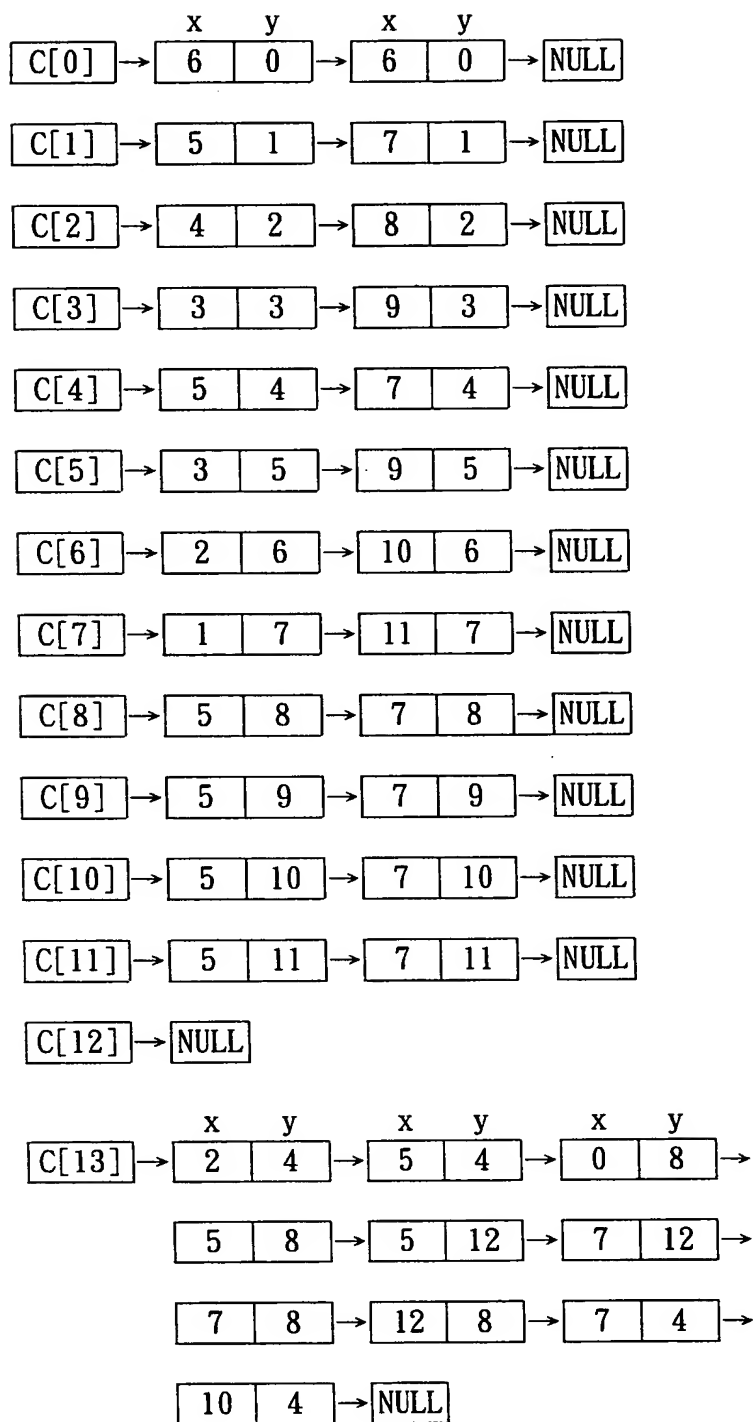 x y x y
C[0] → 6 0 → 6 0 → NULL
C[1] → 5 1 → 7 1 → NULL
C[2] → 4 2 → 8 2 → NULL
C[3] → 3 3 → 9 3 → NULL
C[4] → 5 4 → 7 4 → NULL
C[5] → 3 5 → 9 5 → NULL
C[6] → 2 6 → 10 6 → NULL
C[7] → 1 7 → 11 7 → NULL
C[8] → 5 8 → 7 8 → NULL
C[9] → 5 9 → 7 9 → NULL
C[10] → 5 10 → 7 10 → NULL
C[11] → 5 11 → 7 11 → NULL
C[12] → NULL
x y x y x y
C[13] → 2 4 → 5 4 → 0 8 →
5 8 → 5 12 → 7 12 →
7 8 → 12 8 → 7 4 →
10 4 → NULL